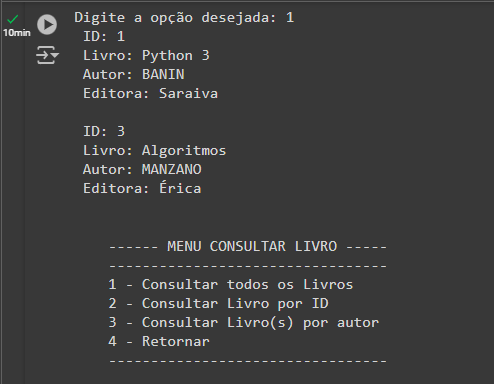 Digite a opção desejada: 1
10min
ID: 1
Livro: Python 3
Autor: BANIN
Editora: Saraiva
ID: 3
Livro: Algoritmos
Autor: MANZANO
Editora: Érica
------ MENU CONSULTAR LIVRO -----
----------------------------------
1 - Consultar todos os Livros
2 - Consultar Livro por ID
3 - Consultar Livro(s) por autor
4 - Retornar
----------------------------------